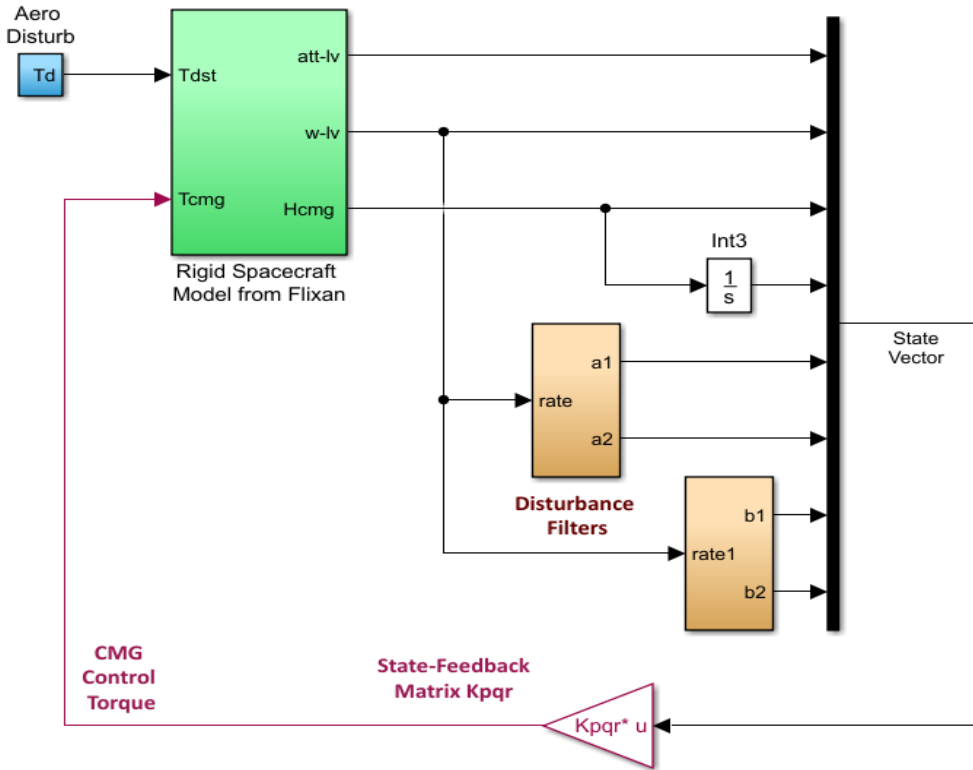 Aero
Disturb
Td
Tdst
Tcmg
att-lv
w-lv
Hcmg
Rigid Spacecraft
Model from Flixan
Int3
1
s
rate
a1
a2
Disturbance
Filters
rate1
b1
b2
State
Vector
CMG
Control
Torque
State-Feedback
Matrix Kpqr
Kpqr* u